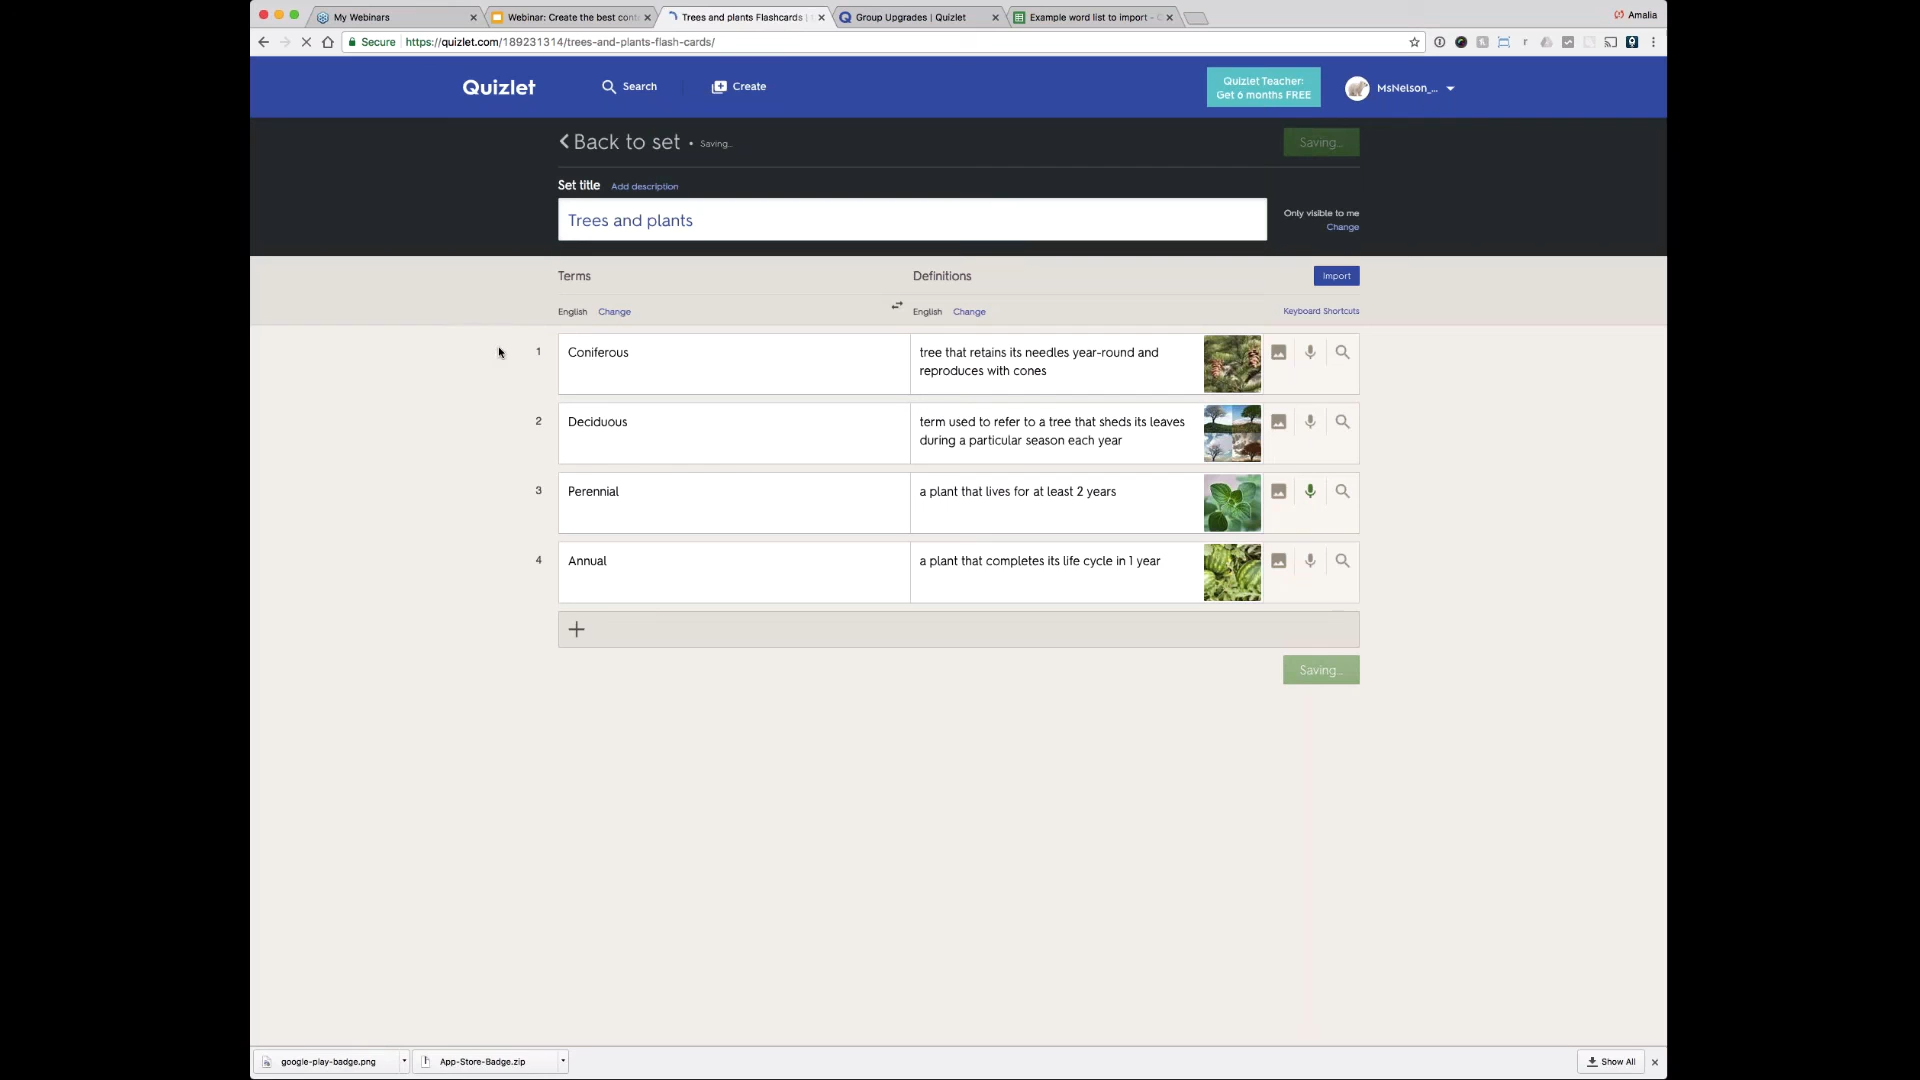 My Webinars
Webinar: Create the best cont
Trees and plants Flashcards |
Group Upgrades | Quizlet
Example word list to import -
Amalia
Secure
https://quizlet.com/189231314/trees-and-plants-flash-cards/
Quizlet
Search
Create
Quizlet Teacher:
Get 6 months FREE
MsNelson_...
Back to set • Saving...
Saving...
Set title Add description
Trees and plants
Only visible to me
Change
Terms
Definitions
Import
English Change
English Change
Keyboard Shortcuts
1
Coniferous
tree that retains its needles year-round and
reproduces with cones
2
Deciduous
term used to refer to a tree that sheds its leaves
during a particular season each year
3
Perennial
a plant that lives for at least 2 years
4
Annual
a plant that completes its life cycle in 1 year
+
Saving...
google-play-badge.png
App-Store-Badge.zip
Show All